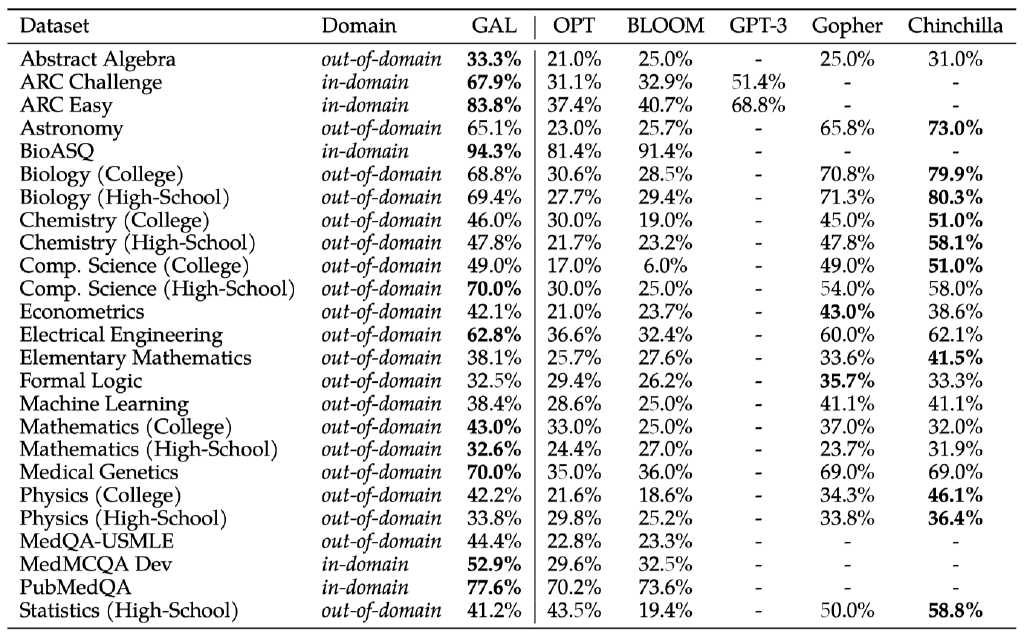 Dataset Domain GAL OPT BLOOM GPT-3 Gopher Chinchilla
Abstract Algebra out-of-domain 33.3% 21.0% 25.0% - 25.0% 31.0%
ARC Challenge in-domain 67.9% 31.1% 32.9% 51.4% - -
ARC Easy in-domain 83.8% 37.4% 40.7% 68.8% - -
Astronomy out-of-domain 65.1% 23.0% 25.7% - 65.8% 73.0%
BioASQ in-domain 94.3% 81.4% 91.4% - - -
Biology (College) out-of-domain 68.8% 30.6% 28.5% - 70.8% 79.9%
Biology (High-School) out-of-domain 69.4% 27.7% 29.4% - 71.3% 80.3%
Chemistry (College) out-of-domain 46.0% 30.0% 19.0% - 45.0% 51.0%
Chemistry (High-School) out-of-domain 47.8% 21.7% 23.2% - 47.8% 58.1%
Comp. Science (College) out-of-domain 49.0% 17.0% 6.0% - 49.0% 51.0%
Comp. Science (High-School) out-of-domain 70.0% 30.0% 25.0% - 54.0% 58.0%
Econometrics out-of-domain 42.1% 21.0% 23.7% - 43.0% 38.6%
Electrical Engineering out-of-domain 62.8% 36.6% 32.4% - 60.0% 62.1%
Elementary Mathematics out-of-domain 38.1% 25.7% 27.6% - 33.6% 41.5%
Formal Logic out-of-domain 32.5% 29.4% 26.2% - 35.7% 33.3%
Machine Learning out-of-domain 38.4% 28.6% 25.0% - 41.1% 41.1%
Mathematics (College) out-of-domain 43.0% 33.0% 25.0% - 37.0% 32.0%
Mathematics (High-School) out-of-domain 32.6% 24.4% 27.0% - 23.7% 31.9%
Medical Genetics out-of-domain 70.0% 35.0% 36.0% - 69.0% 69.0%
Physics (College) out-of-domain 42.2% 21.6% 18.6% - 34.3% 46.1%
Physics (High-School) out-of-domain 33.8% 29.8% 25.2% - 33.8% 36.4%
MedQA-USMLE out-of-domain 44.4% 22.8% 23.3% - - -
MedMCQA Dev in-domain 52.9% 29.6% 32.5% - - -
PubMedQA in-domain 77.6% 70.2% 73.6% - - -
Statistics (High-School) out-of-domain 41.2% 43.5% 19.4% - 50.0% 58.8%